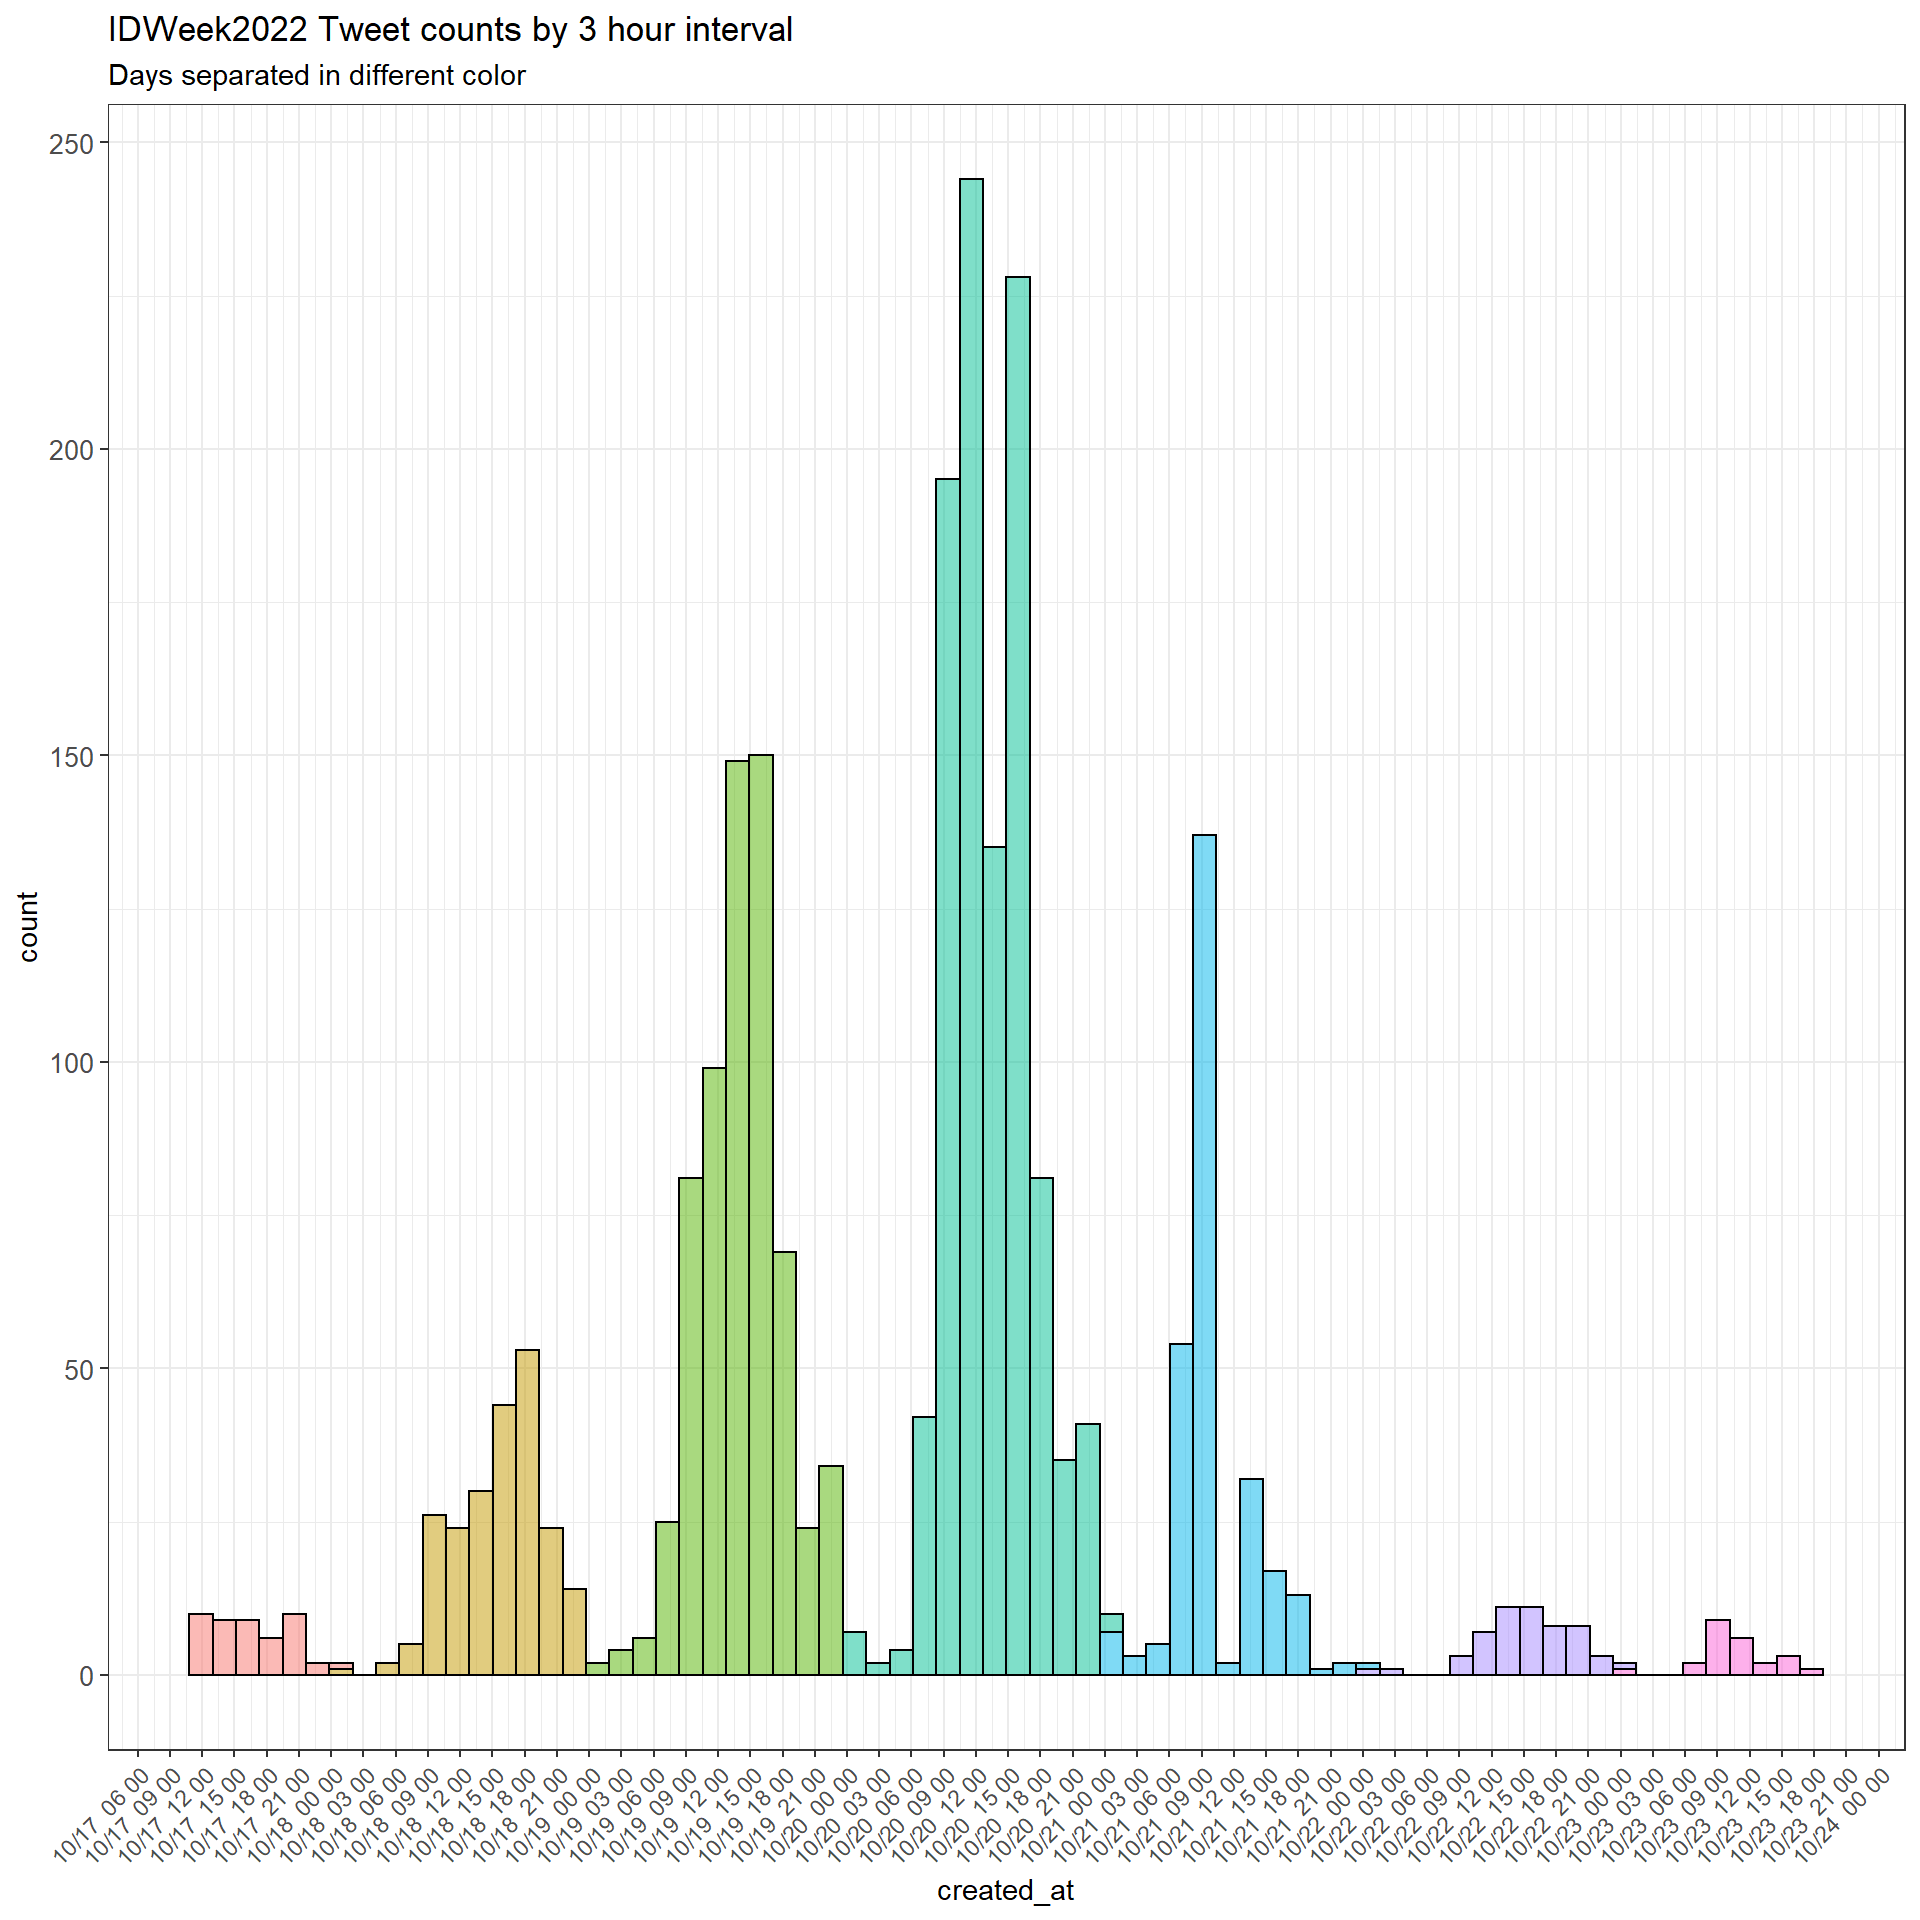 IDWeek2022 Tweet counts by 3 hour interval
Days separated in different color
250
200
150
100
50
0
count
10/17 06 00
10/17 09 00
10/17 12 00
10/17 15 00
10/17 18 00
10/17 21 00
10/18 00 00
10/18 03 00
10/18 06 00
10/18 09 00
10/18 12 00
10/18 15 00
10/18 18 00
10/18 21 00
10/19 00 00
10/19 03 00
10/19 06 00
10/19 09 00
10/19 12 00
10/19 15 00
10/19 18 00
10/19 21 00
10/20 00 00
10/20 03 00
10/20 06 00
10/20 09 00
10/20 12 00
10/20 15 00
10/20 18 00
10/20 21 00
10/21 00 00
10/21 03 00
10/21 06 00
10/21 09 00
10/21 12 00
10/21 15 00
10/21 18 00
10/21 21 00
10/22 00 00
10/22 03 00
10/22 06 00
10/22 09 00
10/22 12 00
10/22 15 00
10/22 18 00
10/22 21 00
10/23 00 00
10/23 03 00
10/23 06 00
10/23 09 00
10/23 12 00
10/23 15 00
10/23 18 00
10/23 21 00
10/24 00 00
created_at